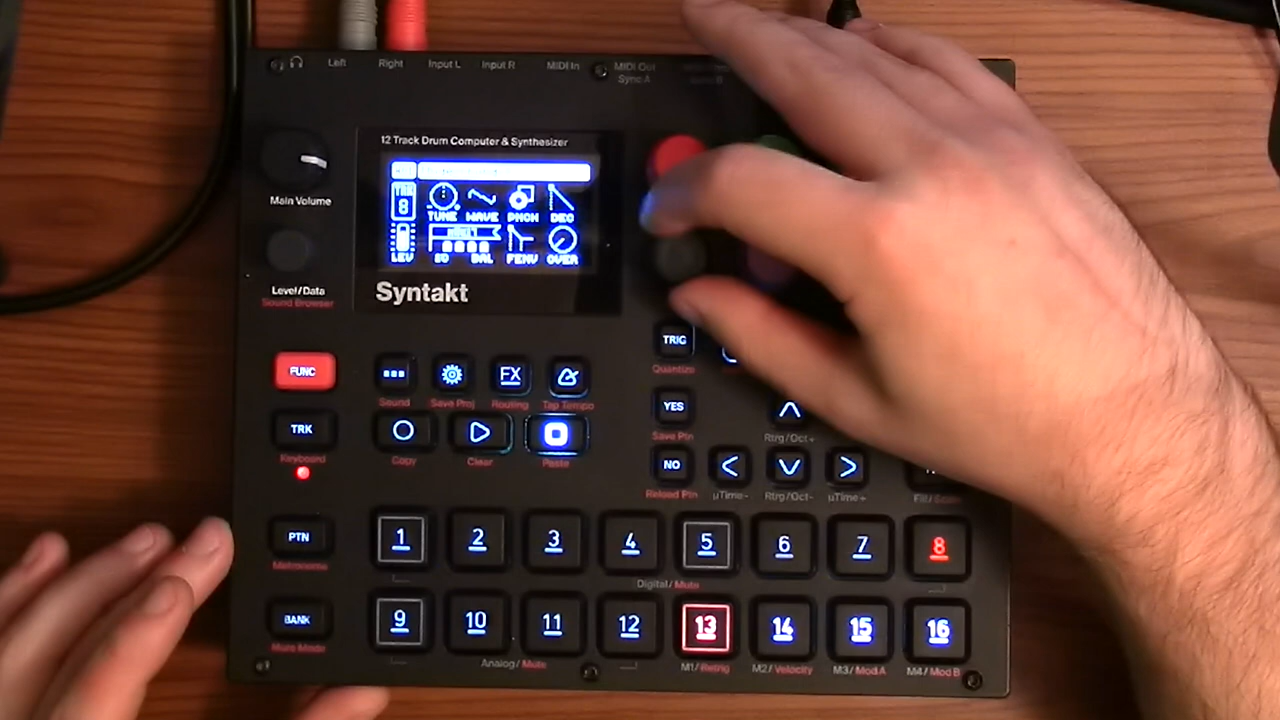 Left Right Input L Input R MIDI In MIDI Out
Sync A
12 Track Drum Computer & Synthesizer
8
TUNE WAVE PNCH DEC
LEV BAL PENV OVER
Main Volume
Level/Data
Sound Browser
Syntakt
FUNC
FX
Sound Save Proj Routing Tap Tempo
TRK
Keyboard
Copy Clear Paste
TRIG
Quantize
YES
Save Ptn
Rtrg/Oct+
NO
Reload Ptn µTime- Rtrg/Oct- µTime+
PTN
Metronome
1 2 3 4 5 6 7 8
Digital/Mute
BANK
Mute Mode
9 10 11 12 13 14 15 16
Analog/Mute M1/Retrig M2/Velocity M3/Mod A M4/Mod B